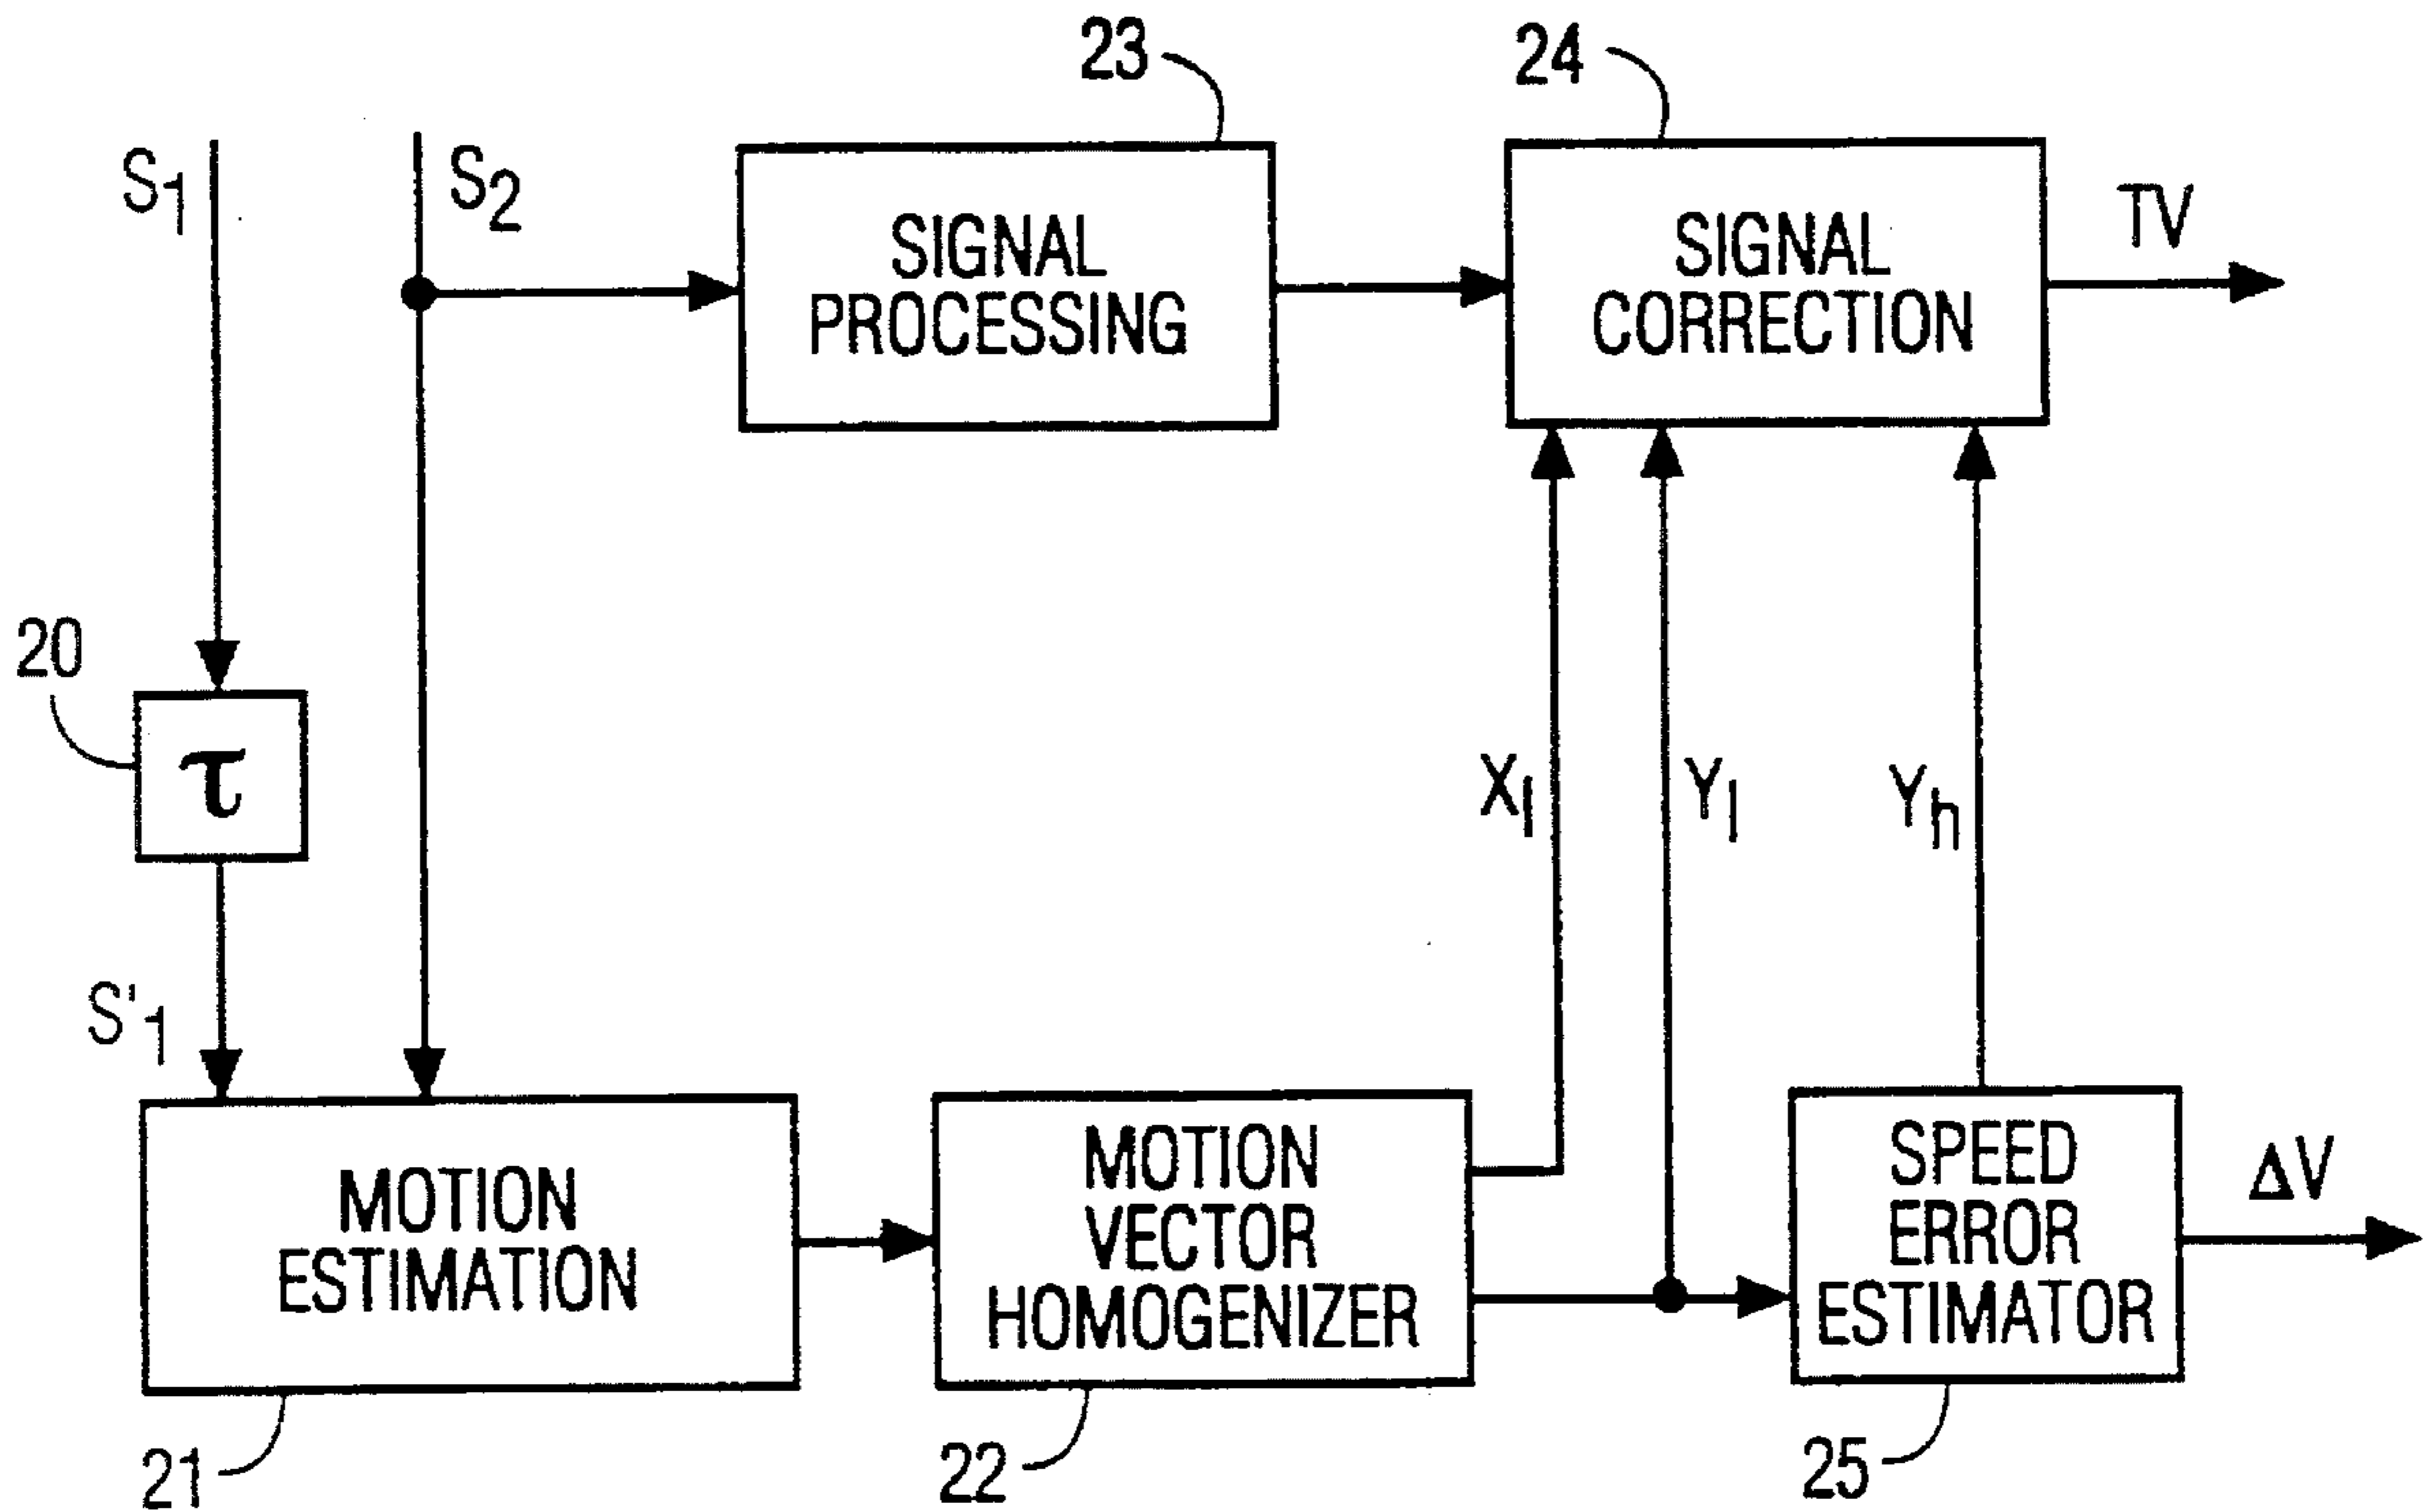 23
24
S1
S2
SIGNAL
PROCESSING
SIGNAL
CORRECTION
TV
20
τ
Xl
Yl
Yh
S'1
MOTION
ESTIMATION
MOTION
VECTOR
HOMOGENIZER
SPEED
ERROR
ESTIMATOR
ΔV
21
22
25